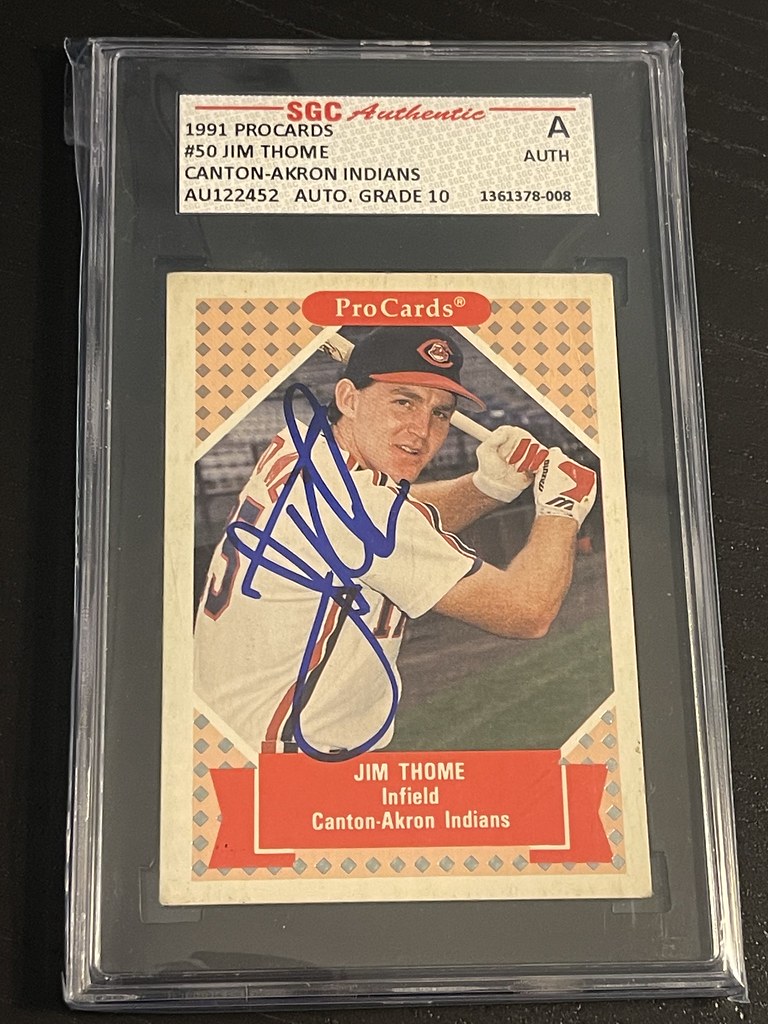 SGC Authentic
1991 PROCARDS
A
#50 JIM THOME
AUTH
CANTON-AKRON INDIANS
AU122452 AUTO. GRADE 10
1361378-008
ProCards®
C
MIZUNO
JIM THOME
Infield
Canton-Akron Indians